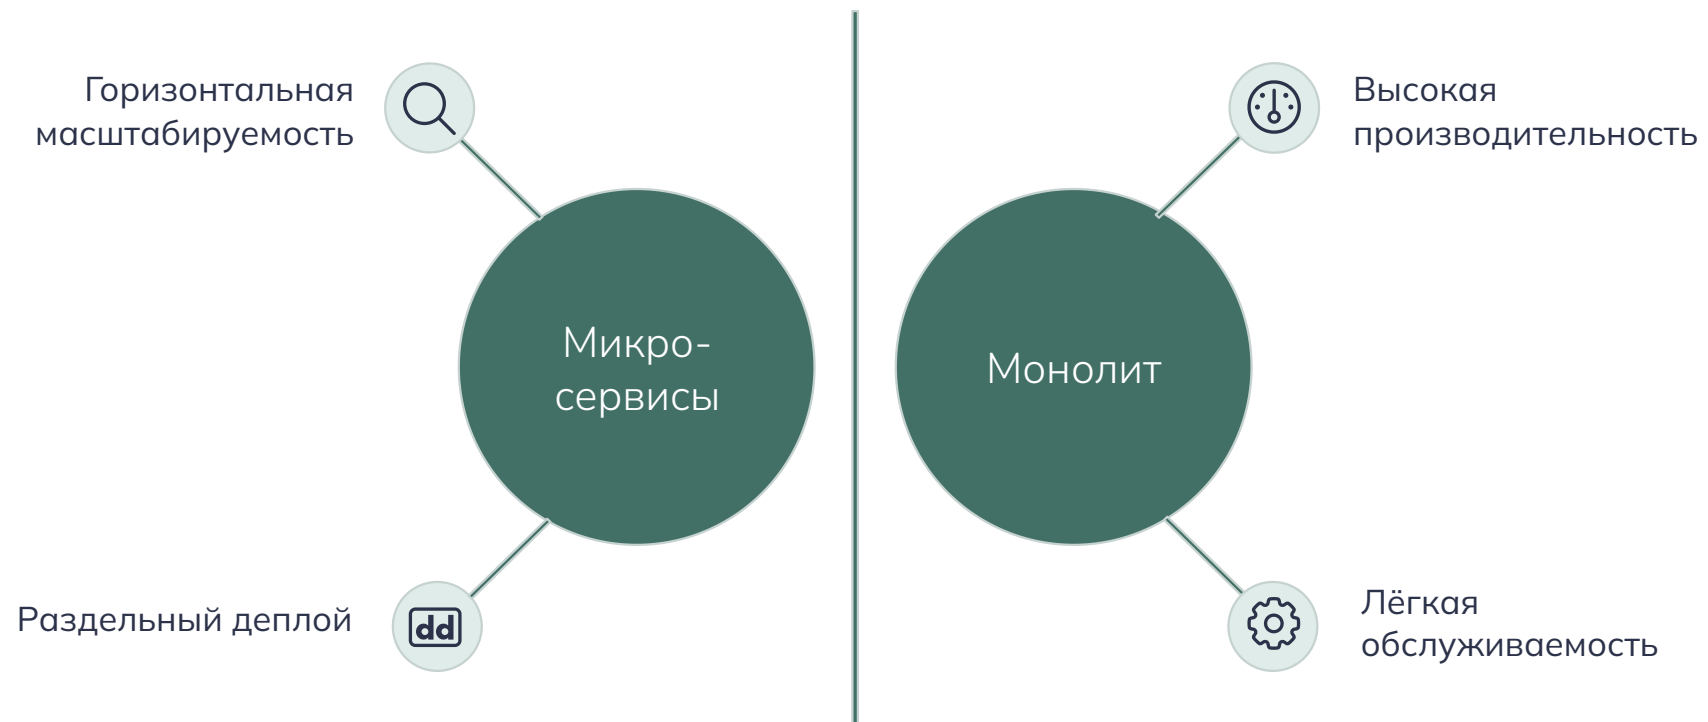 Горизонтальная
масштабируемость
Микро-
сервисы
dd
Раздельный деплой
Высокая
производительность
Монолит
Лёгкая
обслуживаемость